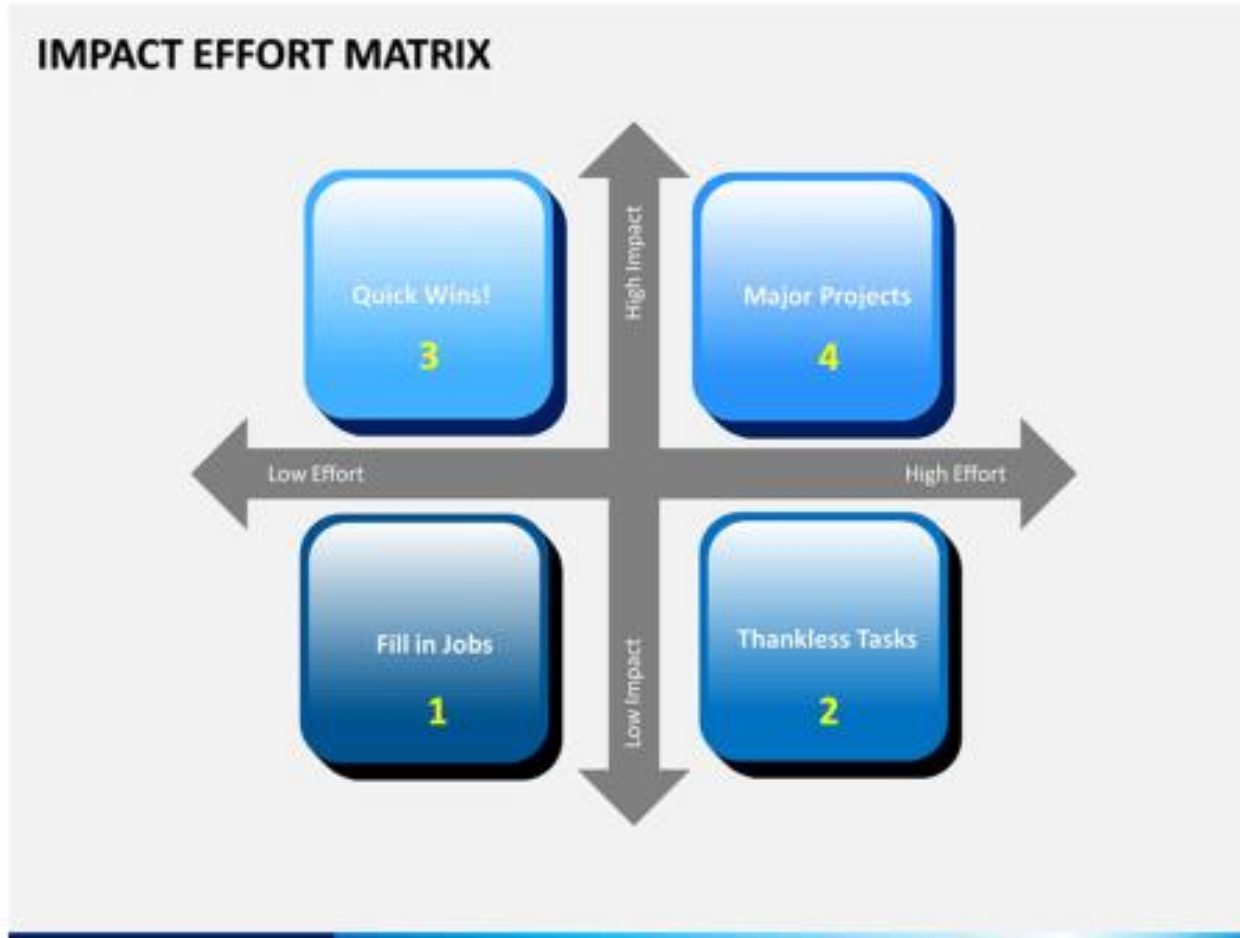 IMPACT EFFORT MATRIX
High Impact
Quick Wins!
3
Major Projects
4
Low Effort
High Effort
Fill in Jobs
1
Thankless Tasks
2
Low Impact